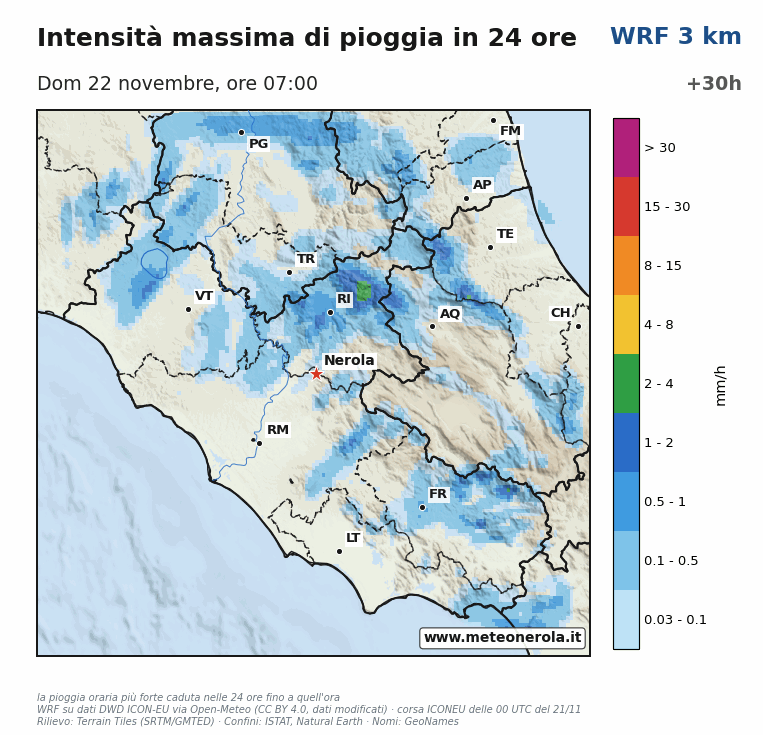 Intensità massima di pioggia in 24 ore WRF 3 km
Dom 22 novembre, ore 07:00 +30h
FM
PG
AP
TE
TR
VT
RI
AQ
CH
Nerola
RM
FR
LT
www.meteonerola.it
> 30
15 - 30
8 - 15
4 - 8
2 - 4
1 - 2
0.5 - 1
0.1 - 0.5
0.03 - 0.1
mm/h
la pioggia oraria più forte caduta nelle 24 ore fino a quell'ora
WRF su dati DWD ICON-EU via Open-Meteo (CC BY 4.0, dati modificati) · corsa ICONEU delle 00 UTC del 21/11
Rilievo: Terrain Tiles (SRTM/GMTED) · Confini: ISTAT, Natural Earth · Nomi: GeoNames